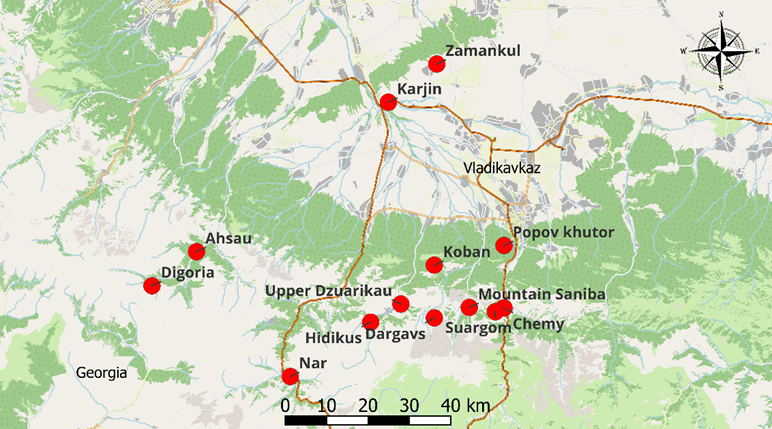 N
W E
S
Zamankul
Karjin
Vladikavkaz
Popov khutor
Ahsau
Koban
Digoria
Upper Dzuarikau
Mountain Saniba
Hidikus
Dargavs
Suargom
Chemy
Nar
Georgia
0 10 20 30 40 km